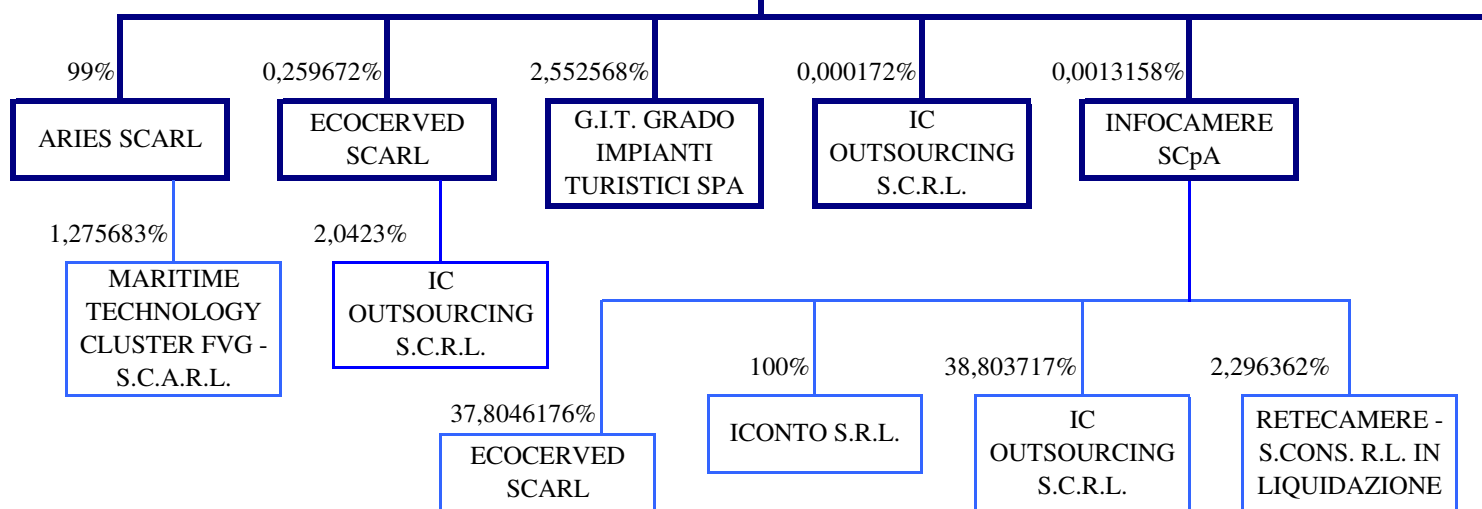 99%
0,259672%
2,552568%
0,000172%
0,0013158%
ARIES SCARL
ECOCERVED
SCARL
G.I.T. GRADO
IMPIANTI
TURISTICI SPA
IC
OUTSOURCING
S.C.R.L.
INFOCAMERE
SCpA
1,275683%
2,0423%
MARITIME
TECHNOLOGY
CLUSTER FVG -
S.C.A.R.L.
IC
OUTSOURCING
S.C.R.L.
37,8046176%
100%
38,803717%
2,296362%
ECOCERVED
SCARL
ICONTO S.R.L.
IC
OUTSOURCING
S.C.R.L.
RETECAMERE -
S.CONS. R.L. IN
LIQUIDAZIONE